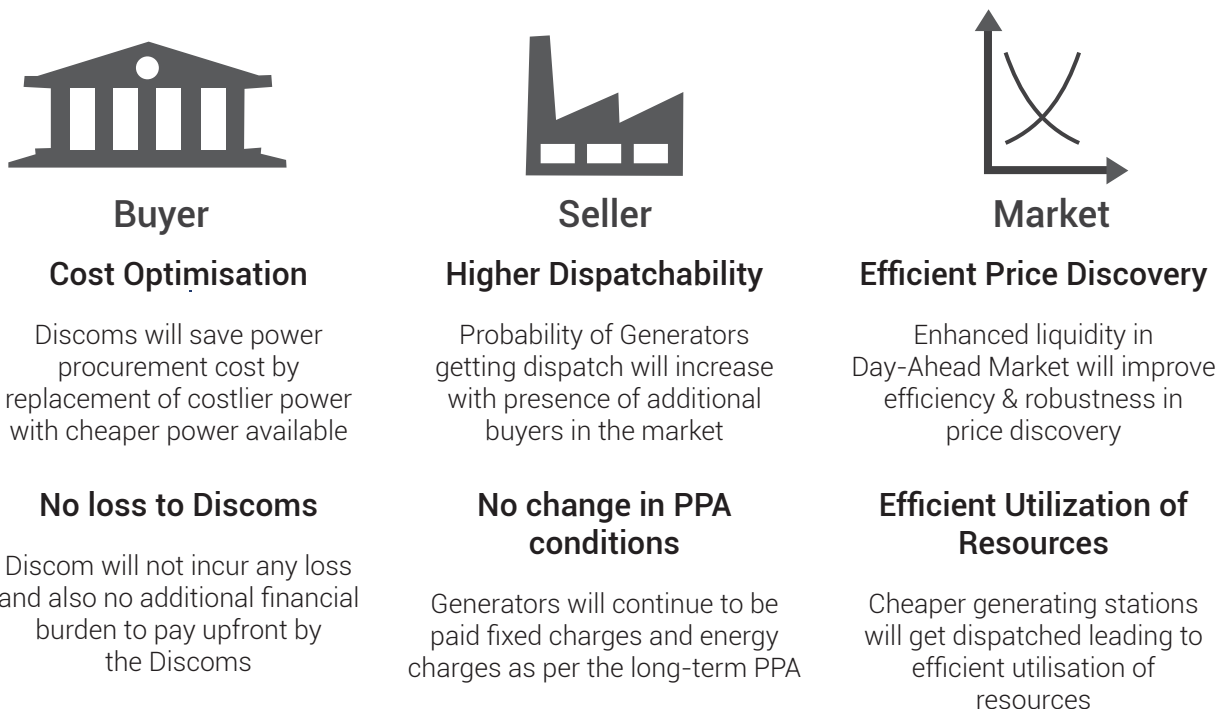 Buyer
Cost Optimisation
Discoms will save power
procurement cost by
replacement of costlier power
with cheaper power available
No loss to Discoms
Discom will not incur any loss
and also no additional financial
burden to pay upfront by
the Discoms
Seller
Higher Dispatchability
Probability of Generators
getting dispatch will increase
with presence of additional
buyers in the market
No change in PPA
conditions
Generators will continue to be
paid fixed charges and energy
charges as per the long-term PPA
Market
Efficient Price Discovery
Enhanced liquidity in
Day-Ahead Market will improve
efficiency & robustness in
price discovery
Efficient Utilization of
Resources
Cheaper generating stations
will get dispatched leading to
efficient utilisation of
resources